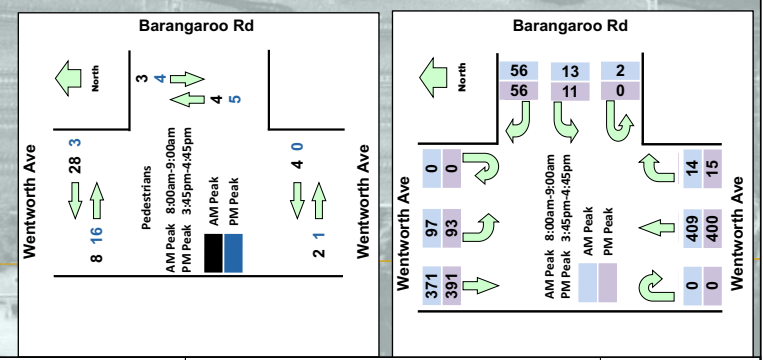 Barangaroo Rd
North
Wentworth Ave
28 3
8 16
3
4
4
5
Pedestrians
AM Peak 8:00am-9:00am
PM Peak 3:45pm-4:45pm
AM Peak
PM Peak
4 0
2 1
Wentworth Ave
Barangaroo Rd
North
56 13 2
56 11 0
Wentworth Ave
0
0
97
93
371
391
AM Peak 8:00am-9:00am
PM Peak 3:45pm-4:45pm
AM Peak
PM Peak
14
15
409
400
0
0
Wentworth Ave